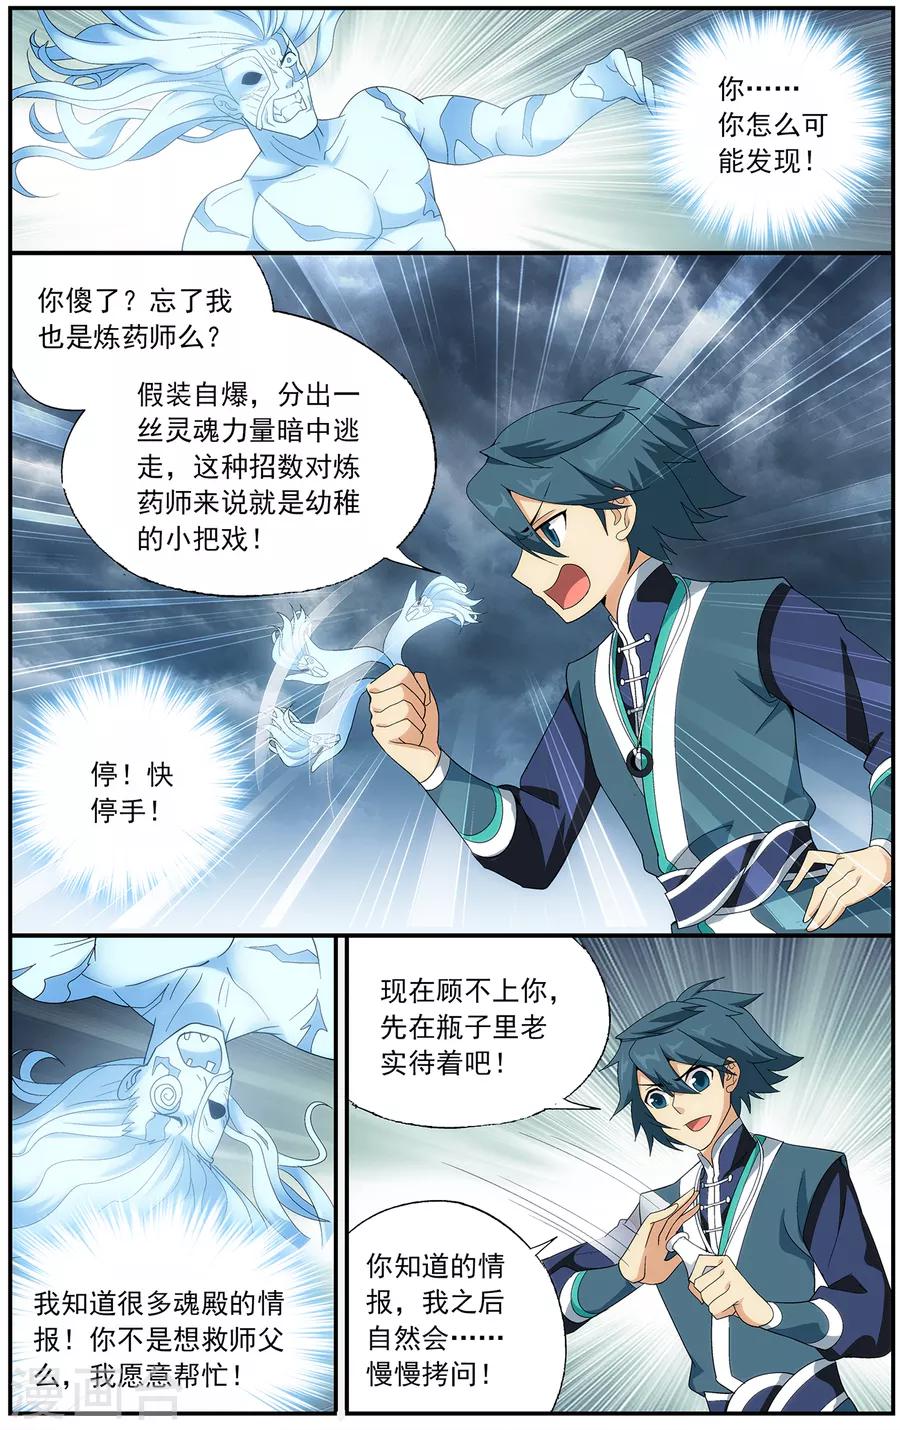 你……
你怎么可
能发现！
你傻了？忘了我
也是炼药师么？
假装自爆，分出一
丝灵魂力量暗中逃
走，这种招数对炼
药师来说就是幼稚
的小把戏！
停！快
停手！
我知道很多魂殿的情
报！你不是想救师父
么，我愿意帮忙！
现在顾不上你，
先在瓶子里老
实待着吧！
你知道的情
报，我之后
自然会……
慢慢拷问！
漫画台